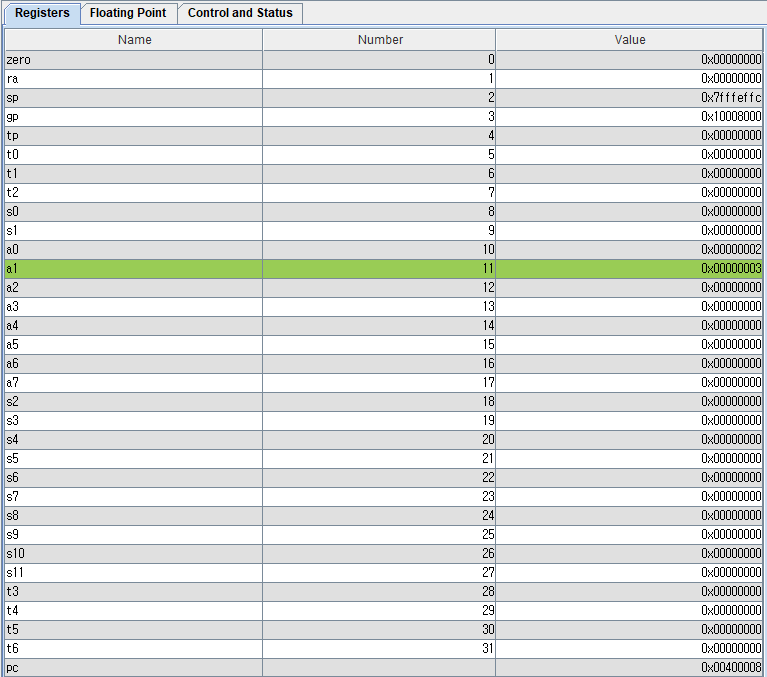 Registers Floating Point Control and Status
Name Number Value
zero 0 0x00000000
ra 1 0x00000000
sp 2 0x7fffeffc
gp 3 0x10008000
tp 4 0x00000000
t0 5 0x00000000
t1 6 0x00000000
t2 7 0x00000000
s0 8 0x00000000
s1 9 0x00000000
a0 10 0x00000002
a1 11 0x00000003
a2 12 0x00000000
a3 13 0x00000000
a4 14 0x00000000
a5 15 0x00000000
a6 16 0x00000000
a7 17 0x00000000
s2 18 0x00000000
s3 19 0x00000000
s4 20 0x00000000
s5 21 0x00000000
s6 22 0x00000000
s7 23 0x00000000
s8 24 0x00000000
s9 25 0x00000000
s10 26 0x00000000
s11 27 0x00000000
t3 28 0x00000000
t4 29 0x00000000
t5 30 0x00000000
t6 31 0x00000000
pc 0x00400008